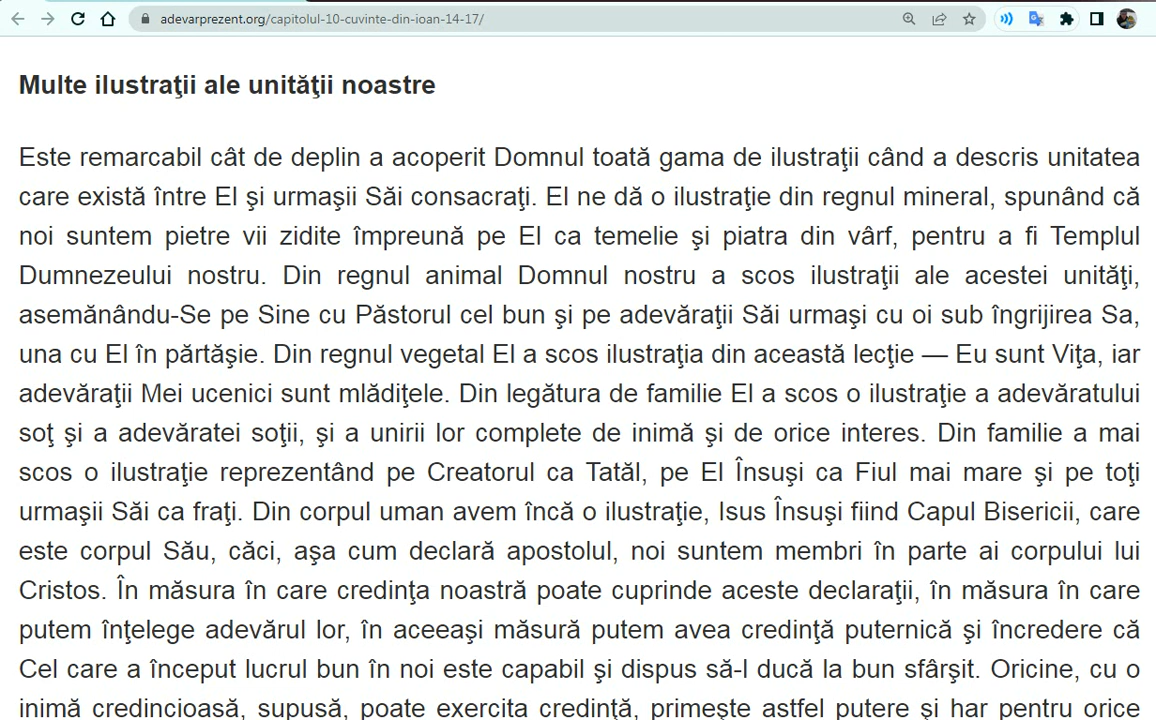 adevarprezent.org/capitolul-10-cuvinte-din-ioan-14-17/
Multe ilustraţii ale unităţii noastre
Este remarcabil cât de deplin a acoperit Domnul toată gama de ilustraţii când a descris unitatea
care există între El şi urmaşii Săi consacraţi. El ne dă o ilustraţie din regnul mineral, spunând că
noi suntem pietre vii zidite împreună pe El ca temelie şi piatra din vârf, pentru a fi Templul
Dumnezeului nostru. Din regnul animal Domnul nostru a scos ilustraţii ale acestei unităţi,
asemănându-Se pe Sine cu Păstorul cel bun şi pe adevăraţii Săi urmaşi cu oi sub îngrijirea Sa,
una cu El în părtăşie. Din regnul vegetal El a scos ilustraţia din această lecţie — Eu sunt Viţa, iar
adevăraţii Mei ucenici sunt mlădiţele. Din legătura de familie El a scos o ilustraţie a adevăratului
soţ şi a adevăratei soţii, şi a unirii lor complete de inimă şi de orice interes. Din familie a mai
scos o ilustraţie reprezentând pe Creatorul ca Tatăl, pe El Însuşi ca Fiul mai mare şi pe toţi
urmaşii Săi ca fraţi. Din corpul uman avem încă o ilustraţie, Isus Însuşi fiind Capul Bisericii, care
este corpul Său, căci, aşa cum declară apostolul, noi suntem membri în parte ai corpului lui
Cristos. În măsura în care credinţa noastră poate cuprinde aceste declaraţii, în măsura în care
putem înţelege adevărul lor, în aceeaşi măsură putem avea credinţă puternică şi încredere că
Cel care a început lucrul bun în noi este capabil şi dispus să-l ducă la bun sfârşit. Oricine, cu o
inimă credincioasă, supusă, poate exercita credinţă, primeşte astfel putere şi har pentru orice